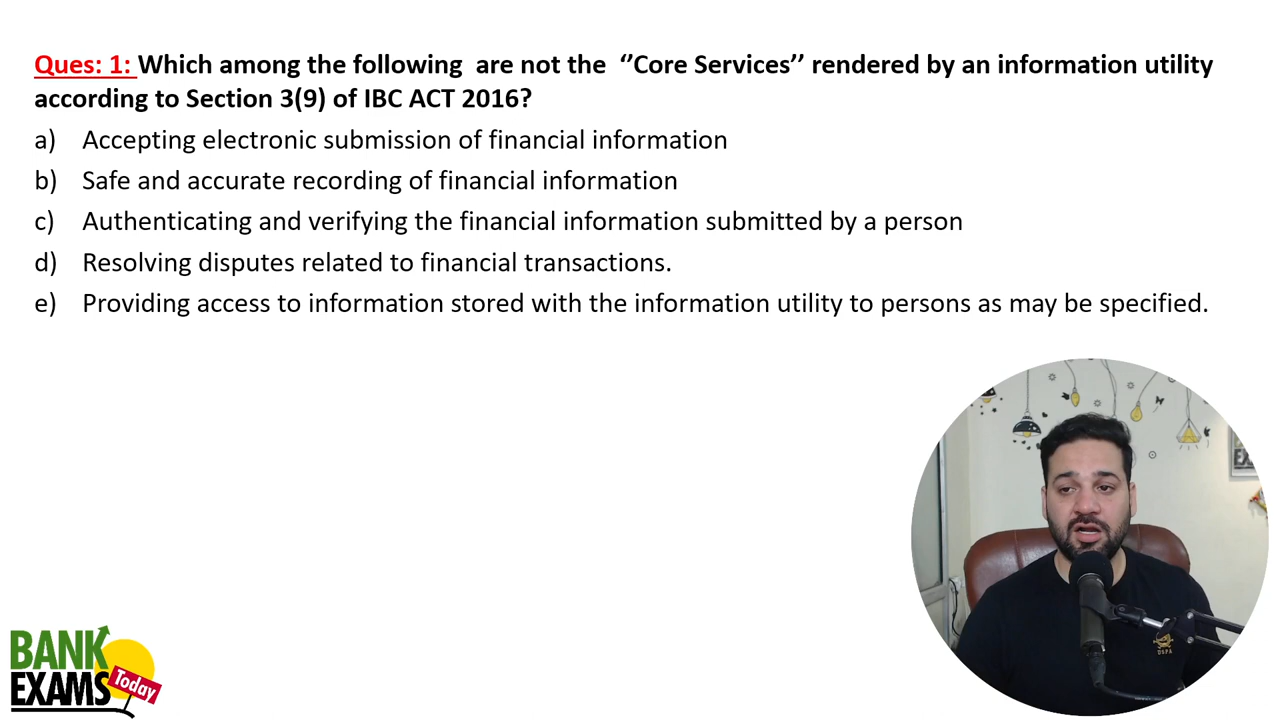 Ques: 1: Which among the following  are not the  ‘’Core Services’’ rendered by an information utility
according to Section 3(9) of IBC ACT 2016?
a) Accepting electronic submission of financial information
b) Safe and accurate recording of financial information
c) Authenticating and verifying the financial information submitted by a person
d) Resolving disputes related to financial transactions.
e) Providing access to information stored with the information utility to persons as may be specified.
BANK
EXAMS
Today